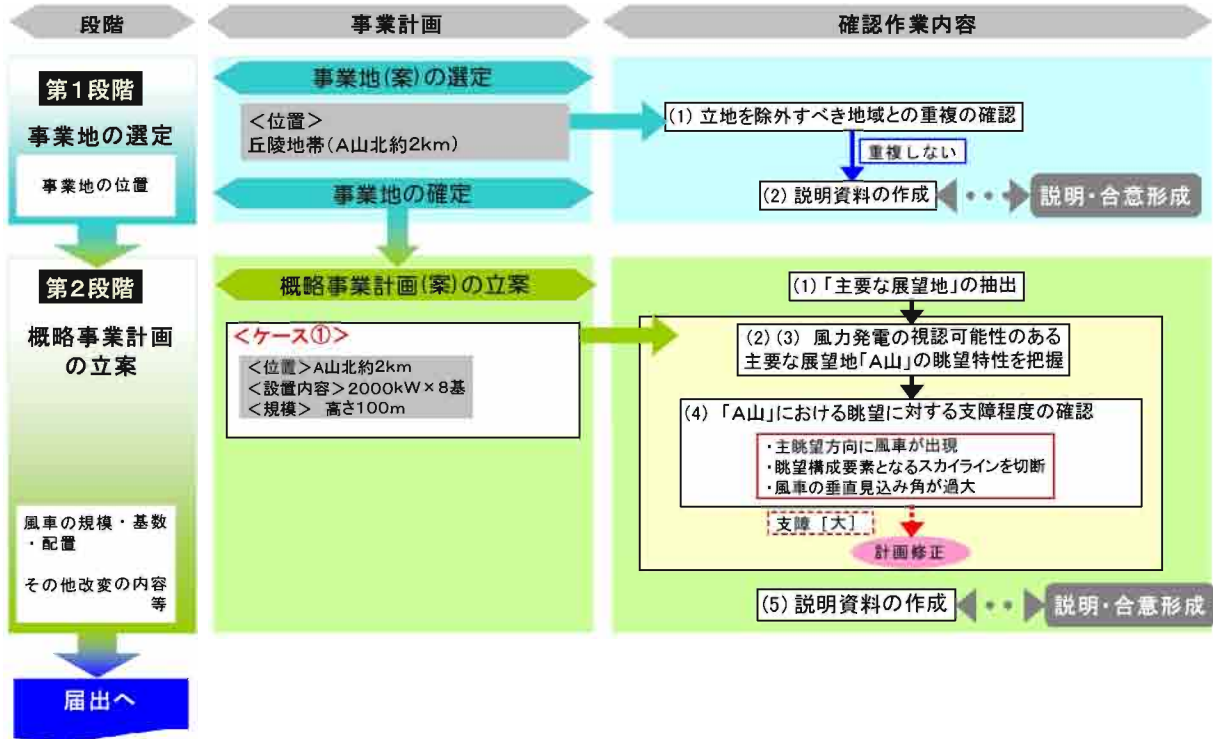 段階
事業計画
確認作業内容
第1段階
事業地の選定
事業地の位置
事業地(案)の選定
<位置>
丘陵地帯(A山北約2km)
事業地の確定
(1) 立地を除外すべき地域との重複の確認
重複しない
(2) 説明資料の作成
説明・合意形成
第2段階
概略事業計画
の立案
風車の規模・基数
・配置
その他改変の内容
等
概略事業計画(案)の立案
<ケース①>
<位置>A山北約2km
<設置内容>2000kW×8基
<規模> 高さ100m
(1)「主要な展望地」の抽出
(2)(3) 風力発電の視認可能性のある
主要な展望地「A山」の眺望特性を把握
(4)「A山」における眺望に対する支障程度の確認
・主眺望方向に風車が出現
・眺望構成要素となるスカイラインを切断
・風車の垂直見込み角が過大
支障[大]
計画修正
(5) 説明資料の作成
説明・合意形成
届出へ